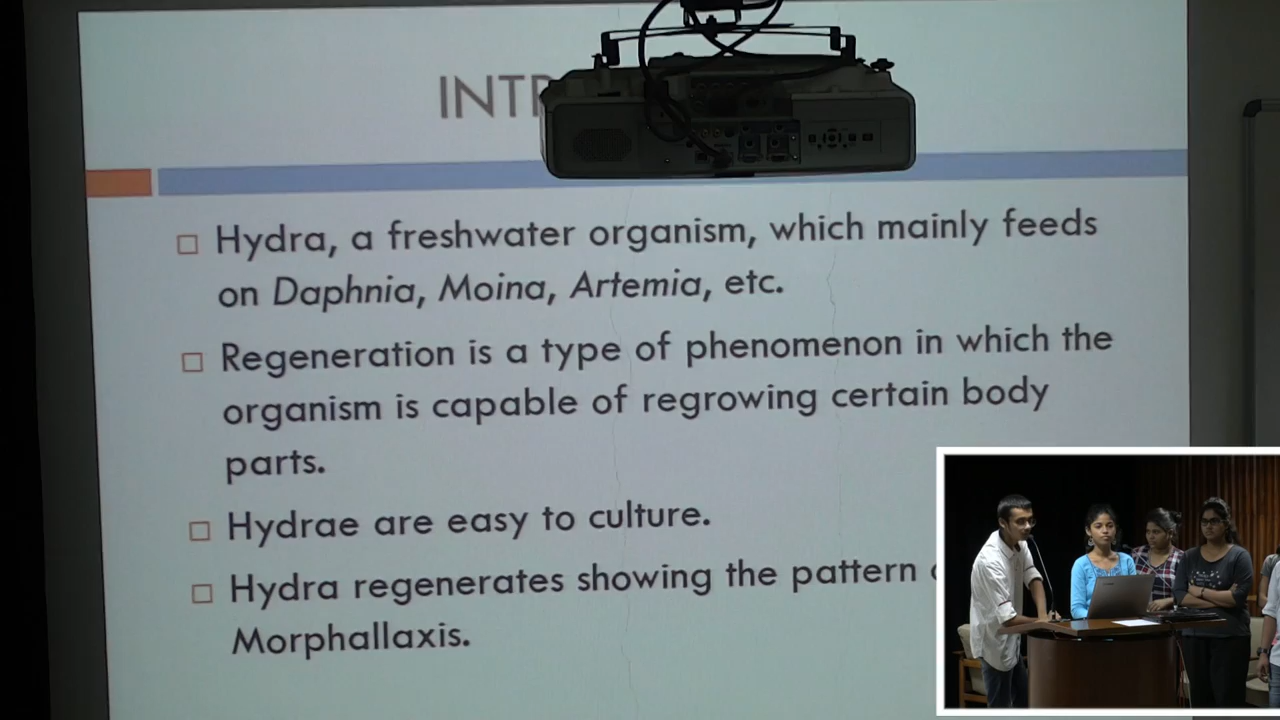 Hydra, a freshwater organism, which mainly feeds
on Daphnia, Moina, Artemia, etc.
Regeneration is a type of phenomenon in which the
organism is capable of regrowing certain body
parts.
Hydrae are easy to culture.
Hydra regenerates showing the pattern
Morphallaxis.